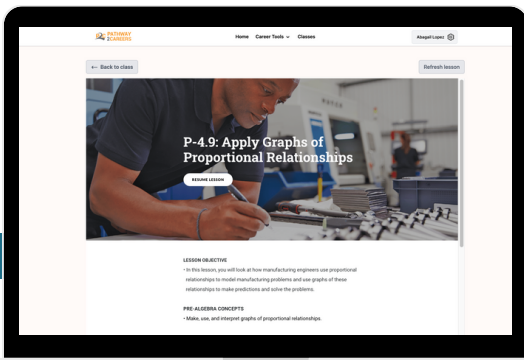 PATHWAY
2CAREERS
Home Career Tools Classes
Abagail Lopez
← Back to class
Refresh lesson
P-4.9: Apply Graphs of
Proportional Relationships
RESUME LESSON
LESSON OBJECTIVE
• In this lesson, you will look at how manufacturing engineers use proportional
relationships to model manufacturing problems and use graphs of these
relationships to make predictions and solve the problems.
PRE-ALGEBRA CONCEPTS
• Make, use, and interpret graphs of proportional relationships.